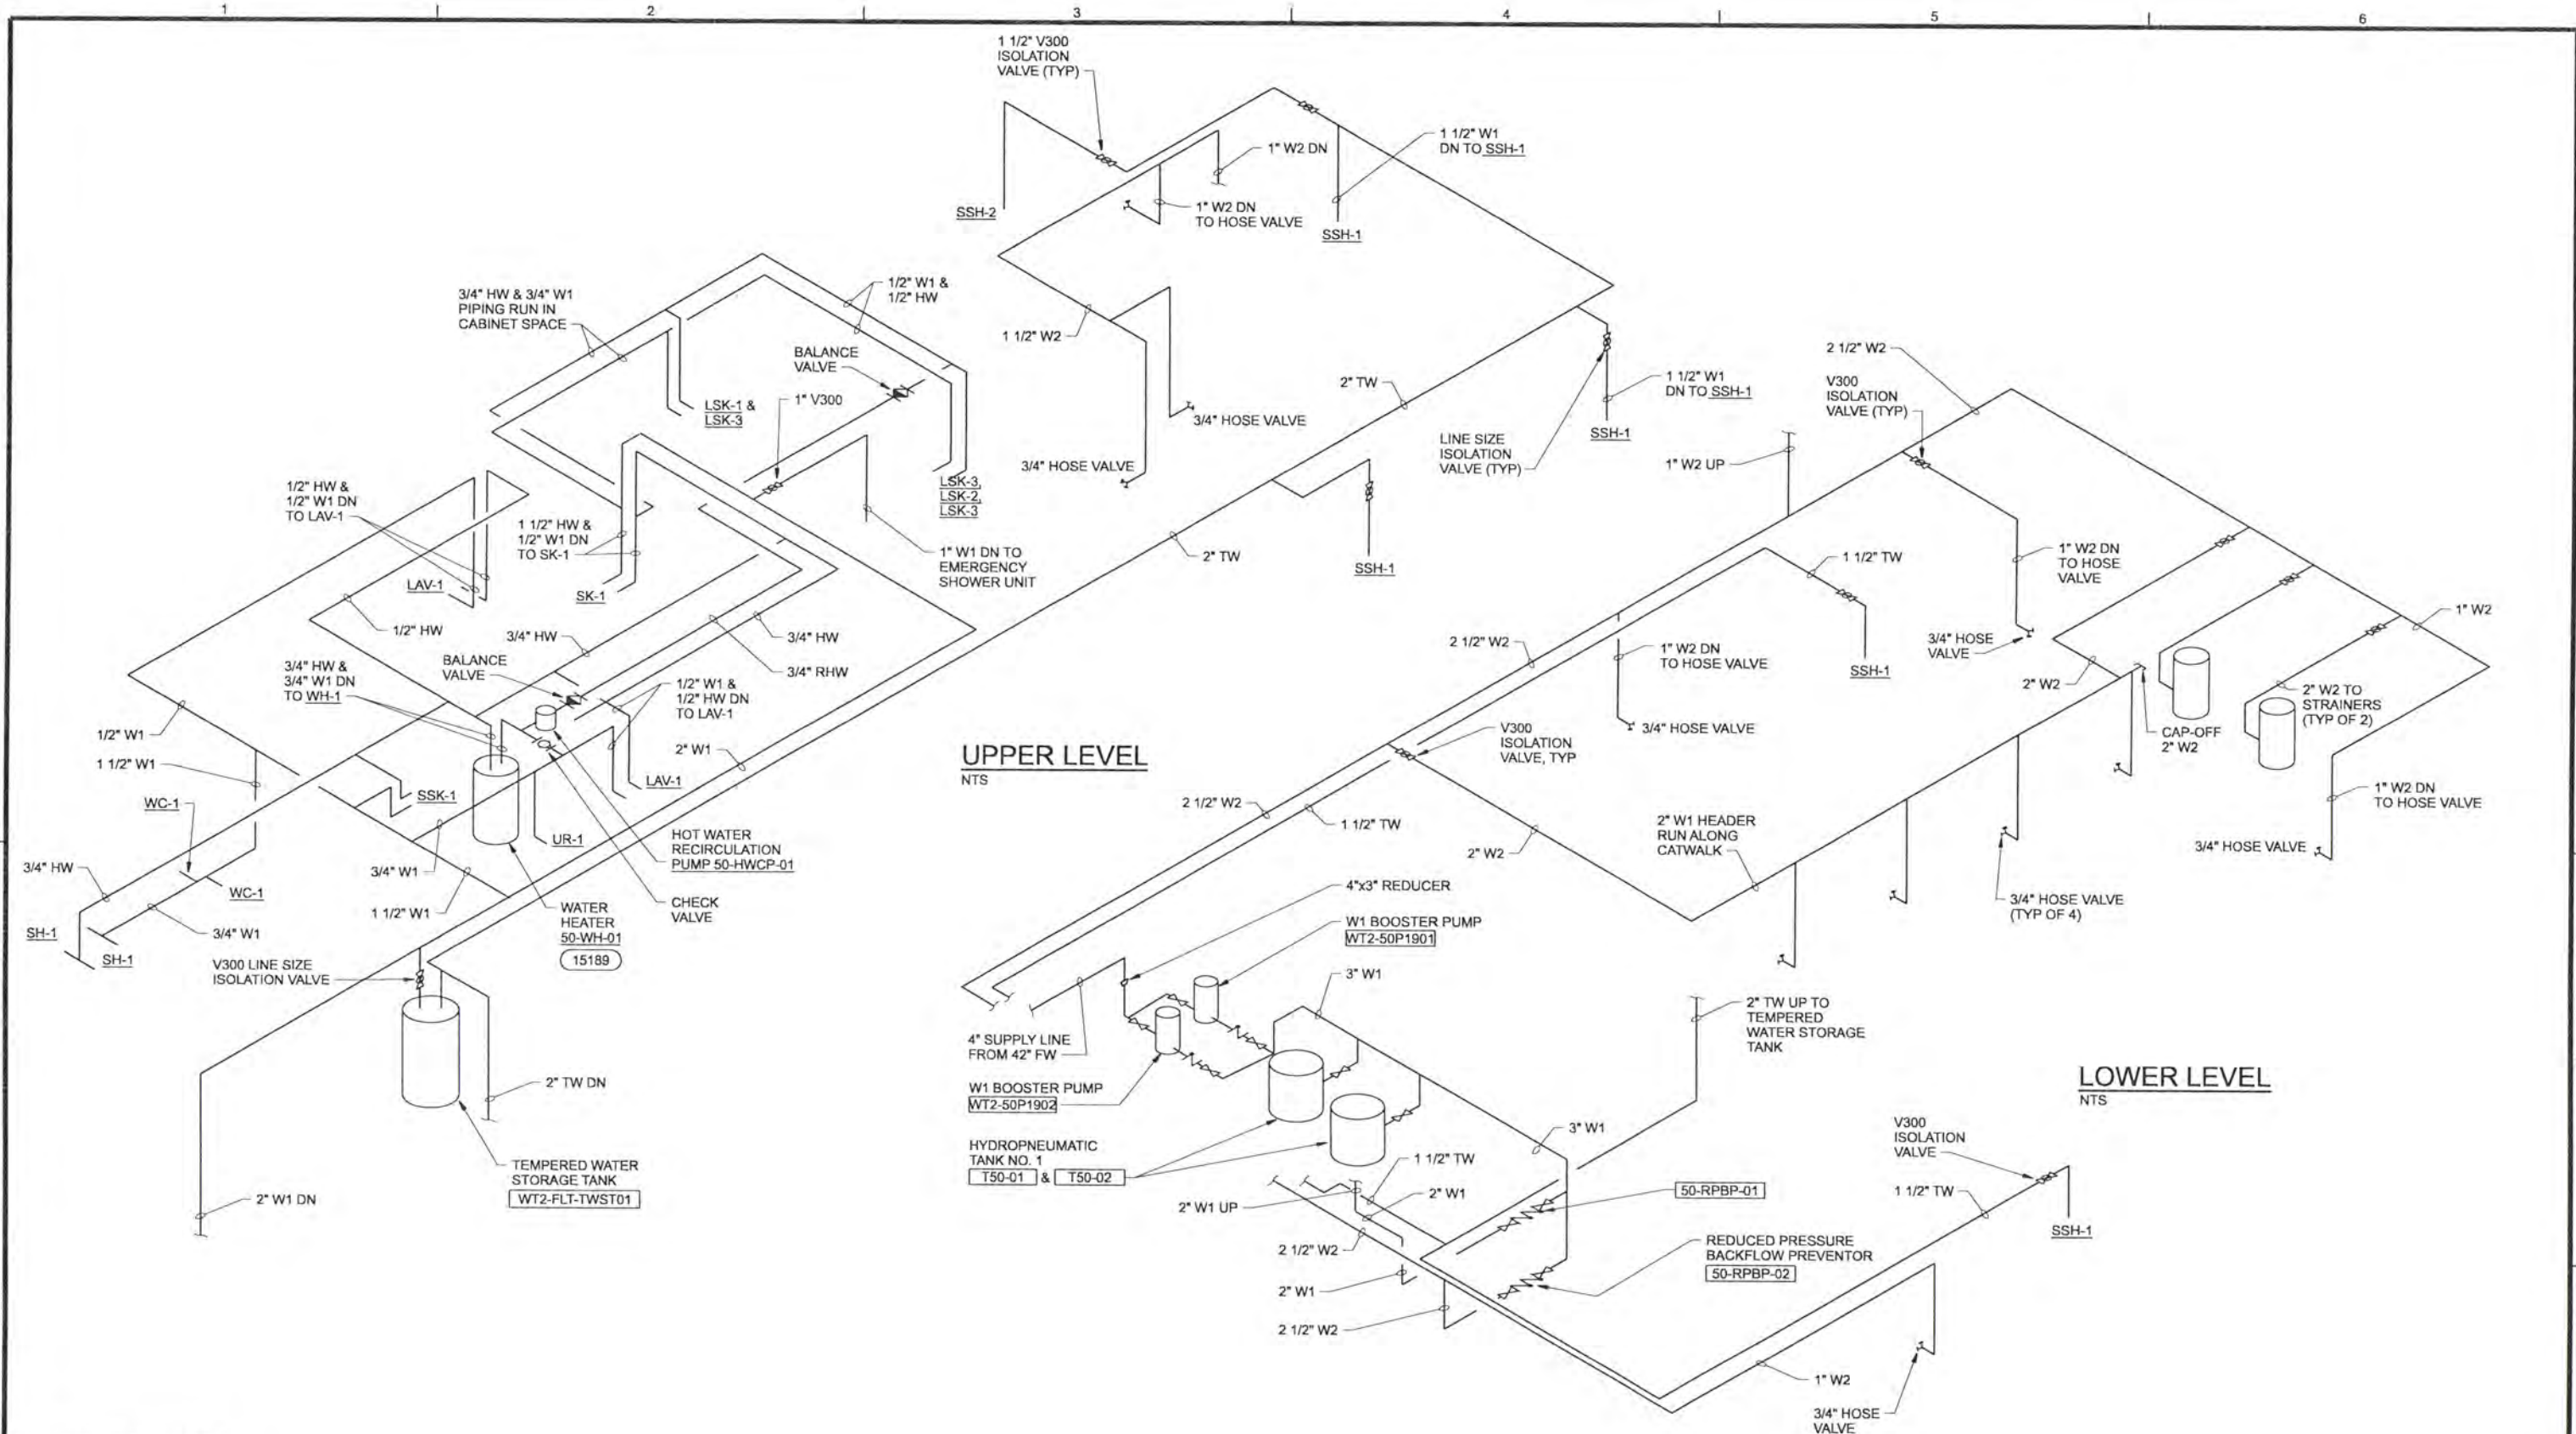 1
2
3
4
5
6
1 1/2" V300
ISOLATION
VALVE (TYP)
1" W2 DN
1 1/2" W1
DN TO SSH-1
SSH-2
1" W2 DN
TO HOSE VALVE
SSH-1
3/4" HW & 3/4" W1
PIPING RUN IN
CABINET SPACE
1/2" W1 &
1/2" HW
1 1/2" W2
BALANCE
VALVE
LSK-1 &
LSK-3
1" V300
2" TW
1 1/2" W1
DN TO SSH-1
3/4" HOSE VALVE
SSH-1
LINE SIZE
ISOLATION
VALVE (TYP)
3/4" HOSE VALVE
2 1/2" W2
V300
ISOLATION
VALVE (TYP)
1" W2 UP
LSK-3,
LSK-2,
LSK-3
1/2" HW &
1/2" W1 DN
TO LAV-1
1 1/2" HW &
1/2" W1 DN
TO SK-1
1" W1 DN TO
EMERGENCY
SHOWER UNIT
2" TW
SSH-1
1 1/2" TW
1" W2 DN
TO HOSE
VALVE
LAV-1
SK-1
1/2" HW
3/4" HW
3/4" HW
3/4" RHW
BALANCE
VALVE
3/4" HW &
3/4" W1 DN
TO WH-1
1/2" W1 &
1/2" HW DN
TO LAV-1
2 1/2" W2
1" W2 DN
TO HOSE VALVE
SSH-1
3/4" HOSE
VALVE
1" W2
2" W2
2" W2 TO
STRAINERS
(TYP OF 2)
CAP-OFF
2" W2
1/2" W1
1 1/2" W1
2" W1
UPPER LEVEL
NTS
V300
ISOLATION
VALVE, TYP
3/4" HOSE VALVE
LAV-1
WC-1
SSK-1
UR-1
HOT WATER
RECIRCULATION
PUMP 50-HWCP-01
2 1/2" W2
1 1/2" TW
2" W2
2" W1 HEADER
RUN ALONG
CATWALK
1" W2 DN
TO HOSE VALVE
3/4" HOSE VALVE
3/4" HW
3/4" W1
WC-1
1 1/2" W1
WATER
HEATER
50-WH-01
15189
CHECK
VALVE
3/4" W1
SH-1
SH-1
V300 LINE SIZE
ISOLATION VALVE
4"x3" REDUCER
W1 BOOSTER PUMP
WT2-50P1901
3" W1
3/4" HOSE VALVE
(TYP OF 4)
4" SUPPLY LINE
FROM 42" FW
2" TW UP TO
TEMPERED
WATER STORAGE
TANK
LOWER LEVEL
NTS
2" TW DN
W1 BOOSTER PUMP
WT2-50P1902
HYDROPNEUMATIC
TANK NO. 1
T50-01 & T50-02
TEMPERED WATER
STORAGE TANK
WT2-FLT-TWST01
2" W1 DN
3" W1
1 1/2" TW
2" W1
2" W1 UP
50-RPBP-01
V300
ISOLATION
VALVE
1 1/2" TW
SSH-1
2 1/2" W2
REDUCED PRESSURE
BACKFLOW PREVENTOR
50-RPBP-02
2" W1
2 1/2" W2
1" W2
3/4" HOSE
VALVE